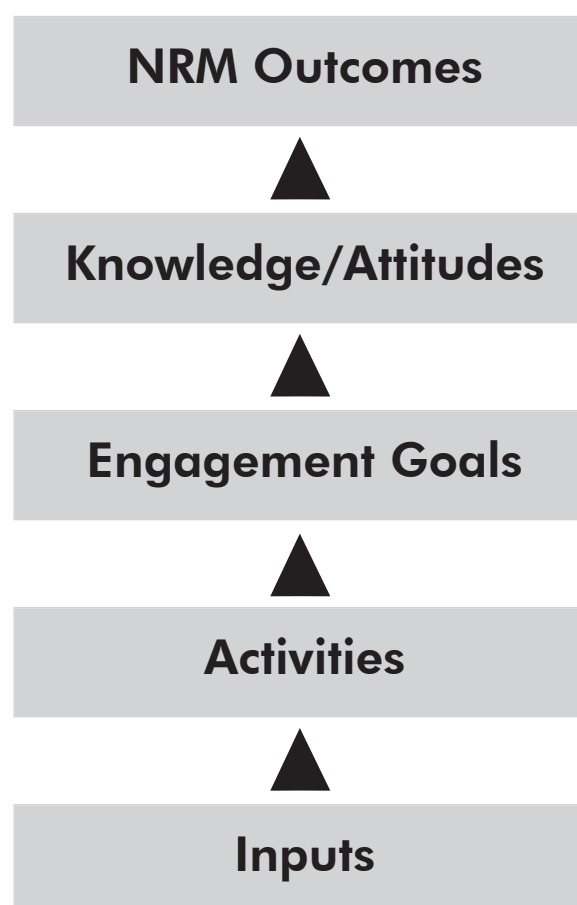 NRM Outcomes
Knowledge/Attitudes
Engagement Goals
Activities
Inputs